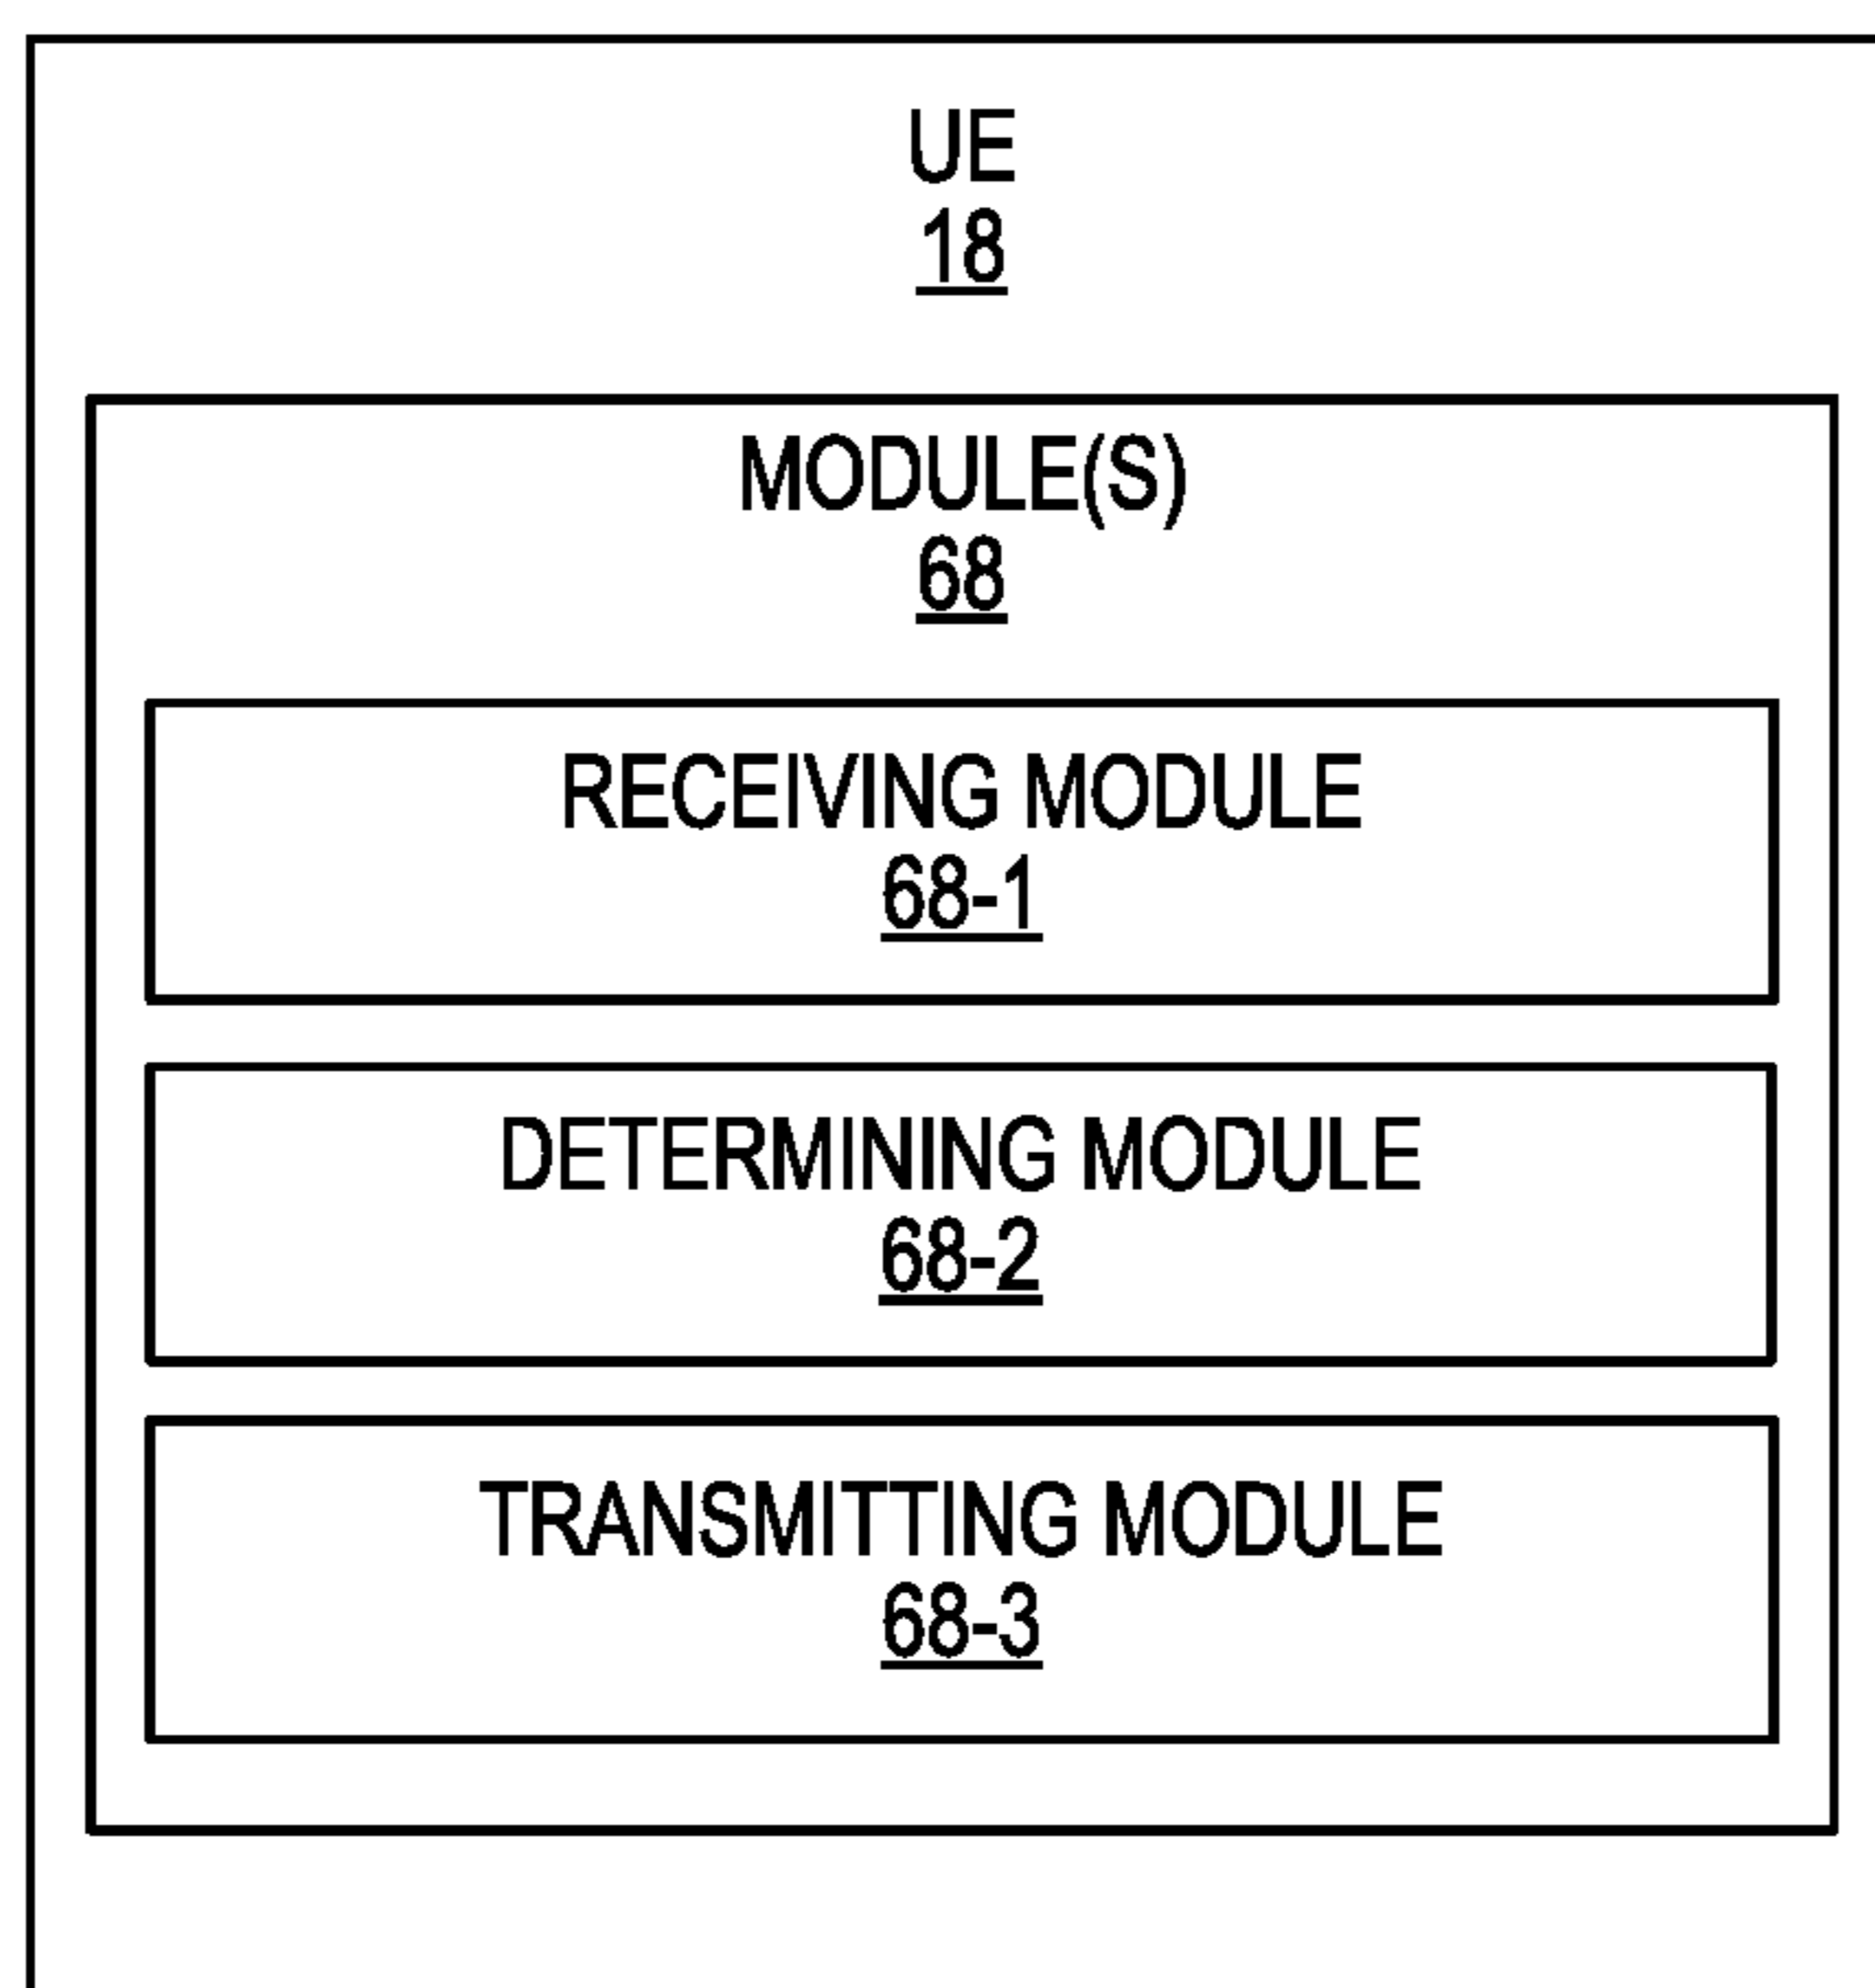 UE
18
MODULE(S)
68
RECEIVING MODULE
68-1
DETERMINING MODULE
68-2
TRANSMITTING MODULE
68-3